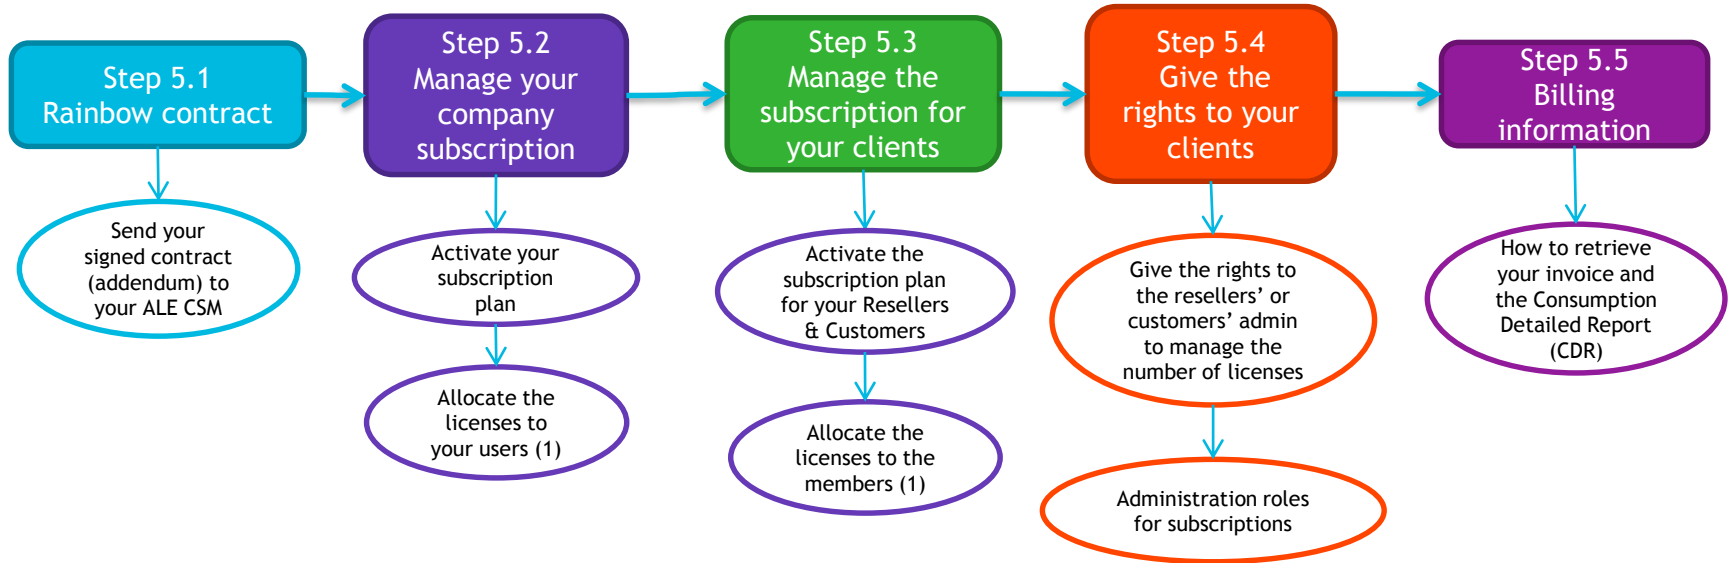 Step 5.1
Rainbow contract
Step 5.2
Manage your
company
subscription
Step 5.3
Manage the
subscription for
your clients
Step 5.4
Give the
rights to your
clients
Step 5.5
Billing
information
Send your
signed contract
(addendum) to
your ALE CSM
Activate your
subscription
plan
Allocate the
licenses to
your users (1)
Activate the
subscription plan
for your Resellers
& Customers
Allocate the
licenses to the
members (1)
Give the rights to
the resellers’ or
customers’ admin
to manage the
number of licenses
Administration roles
for subscriptions
How to retrieve
your invoice and
the Consumption
Detailed Report
(CDR)